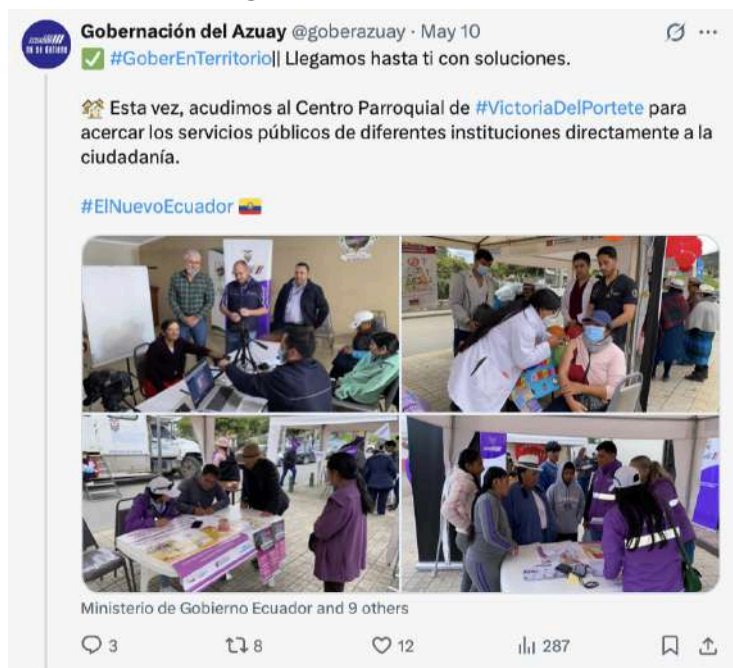 Gobernación del Azuay @goberazuay · May 10
✅ #GoberEnTerritorio|| Llegamos hasta ti con soluciones.
🏘️ Esta vez, acudimos al Centro Parroquial de #VictoriaDelPortete para
acercar los servicios públicos de diferentes instituciones directamente a la
ciudadanía.
#ElNuevoEcuador 🇪🇨
Ministerio de Gobierno Ecuador and 9 others
3 8 12 287